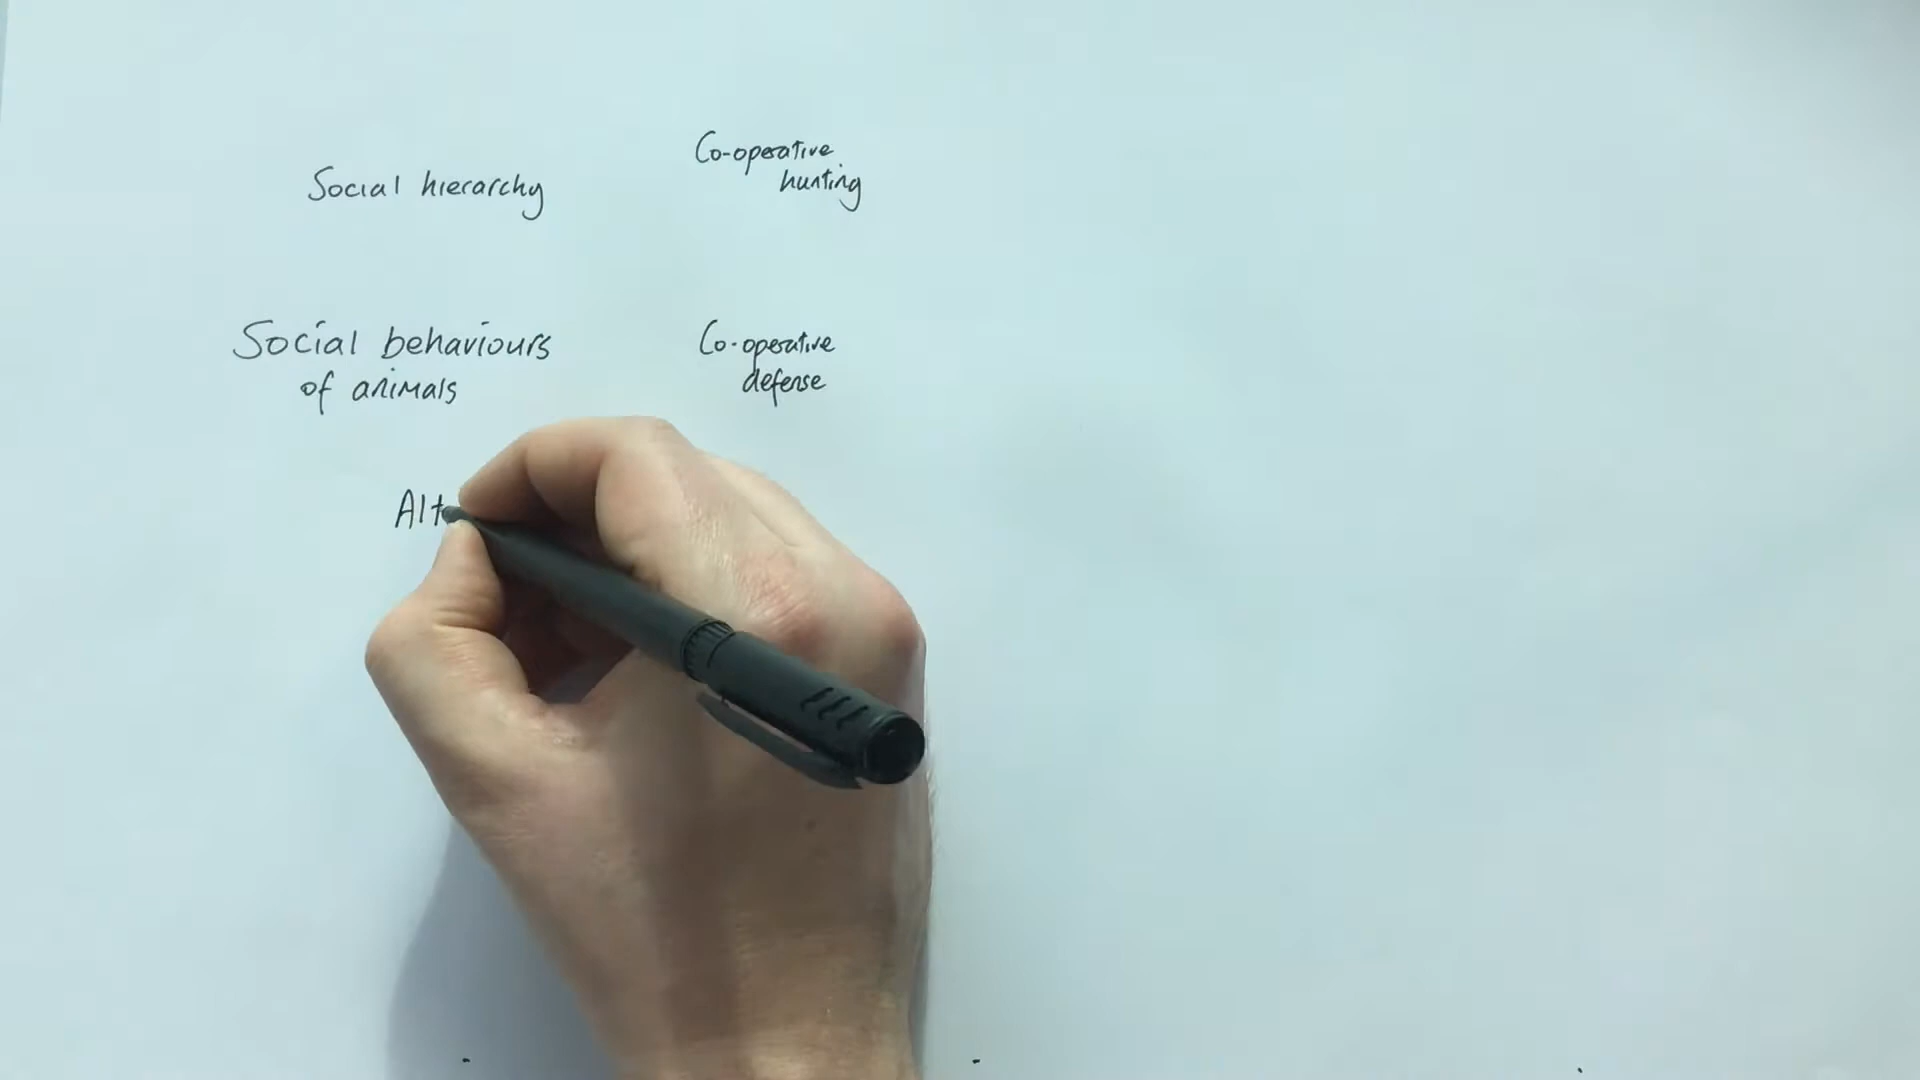 Social hierarchy
Co-operative
hunting
Social behaviours
of animals
Co-operative
defense
Alt